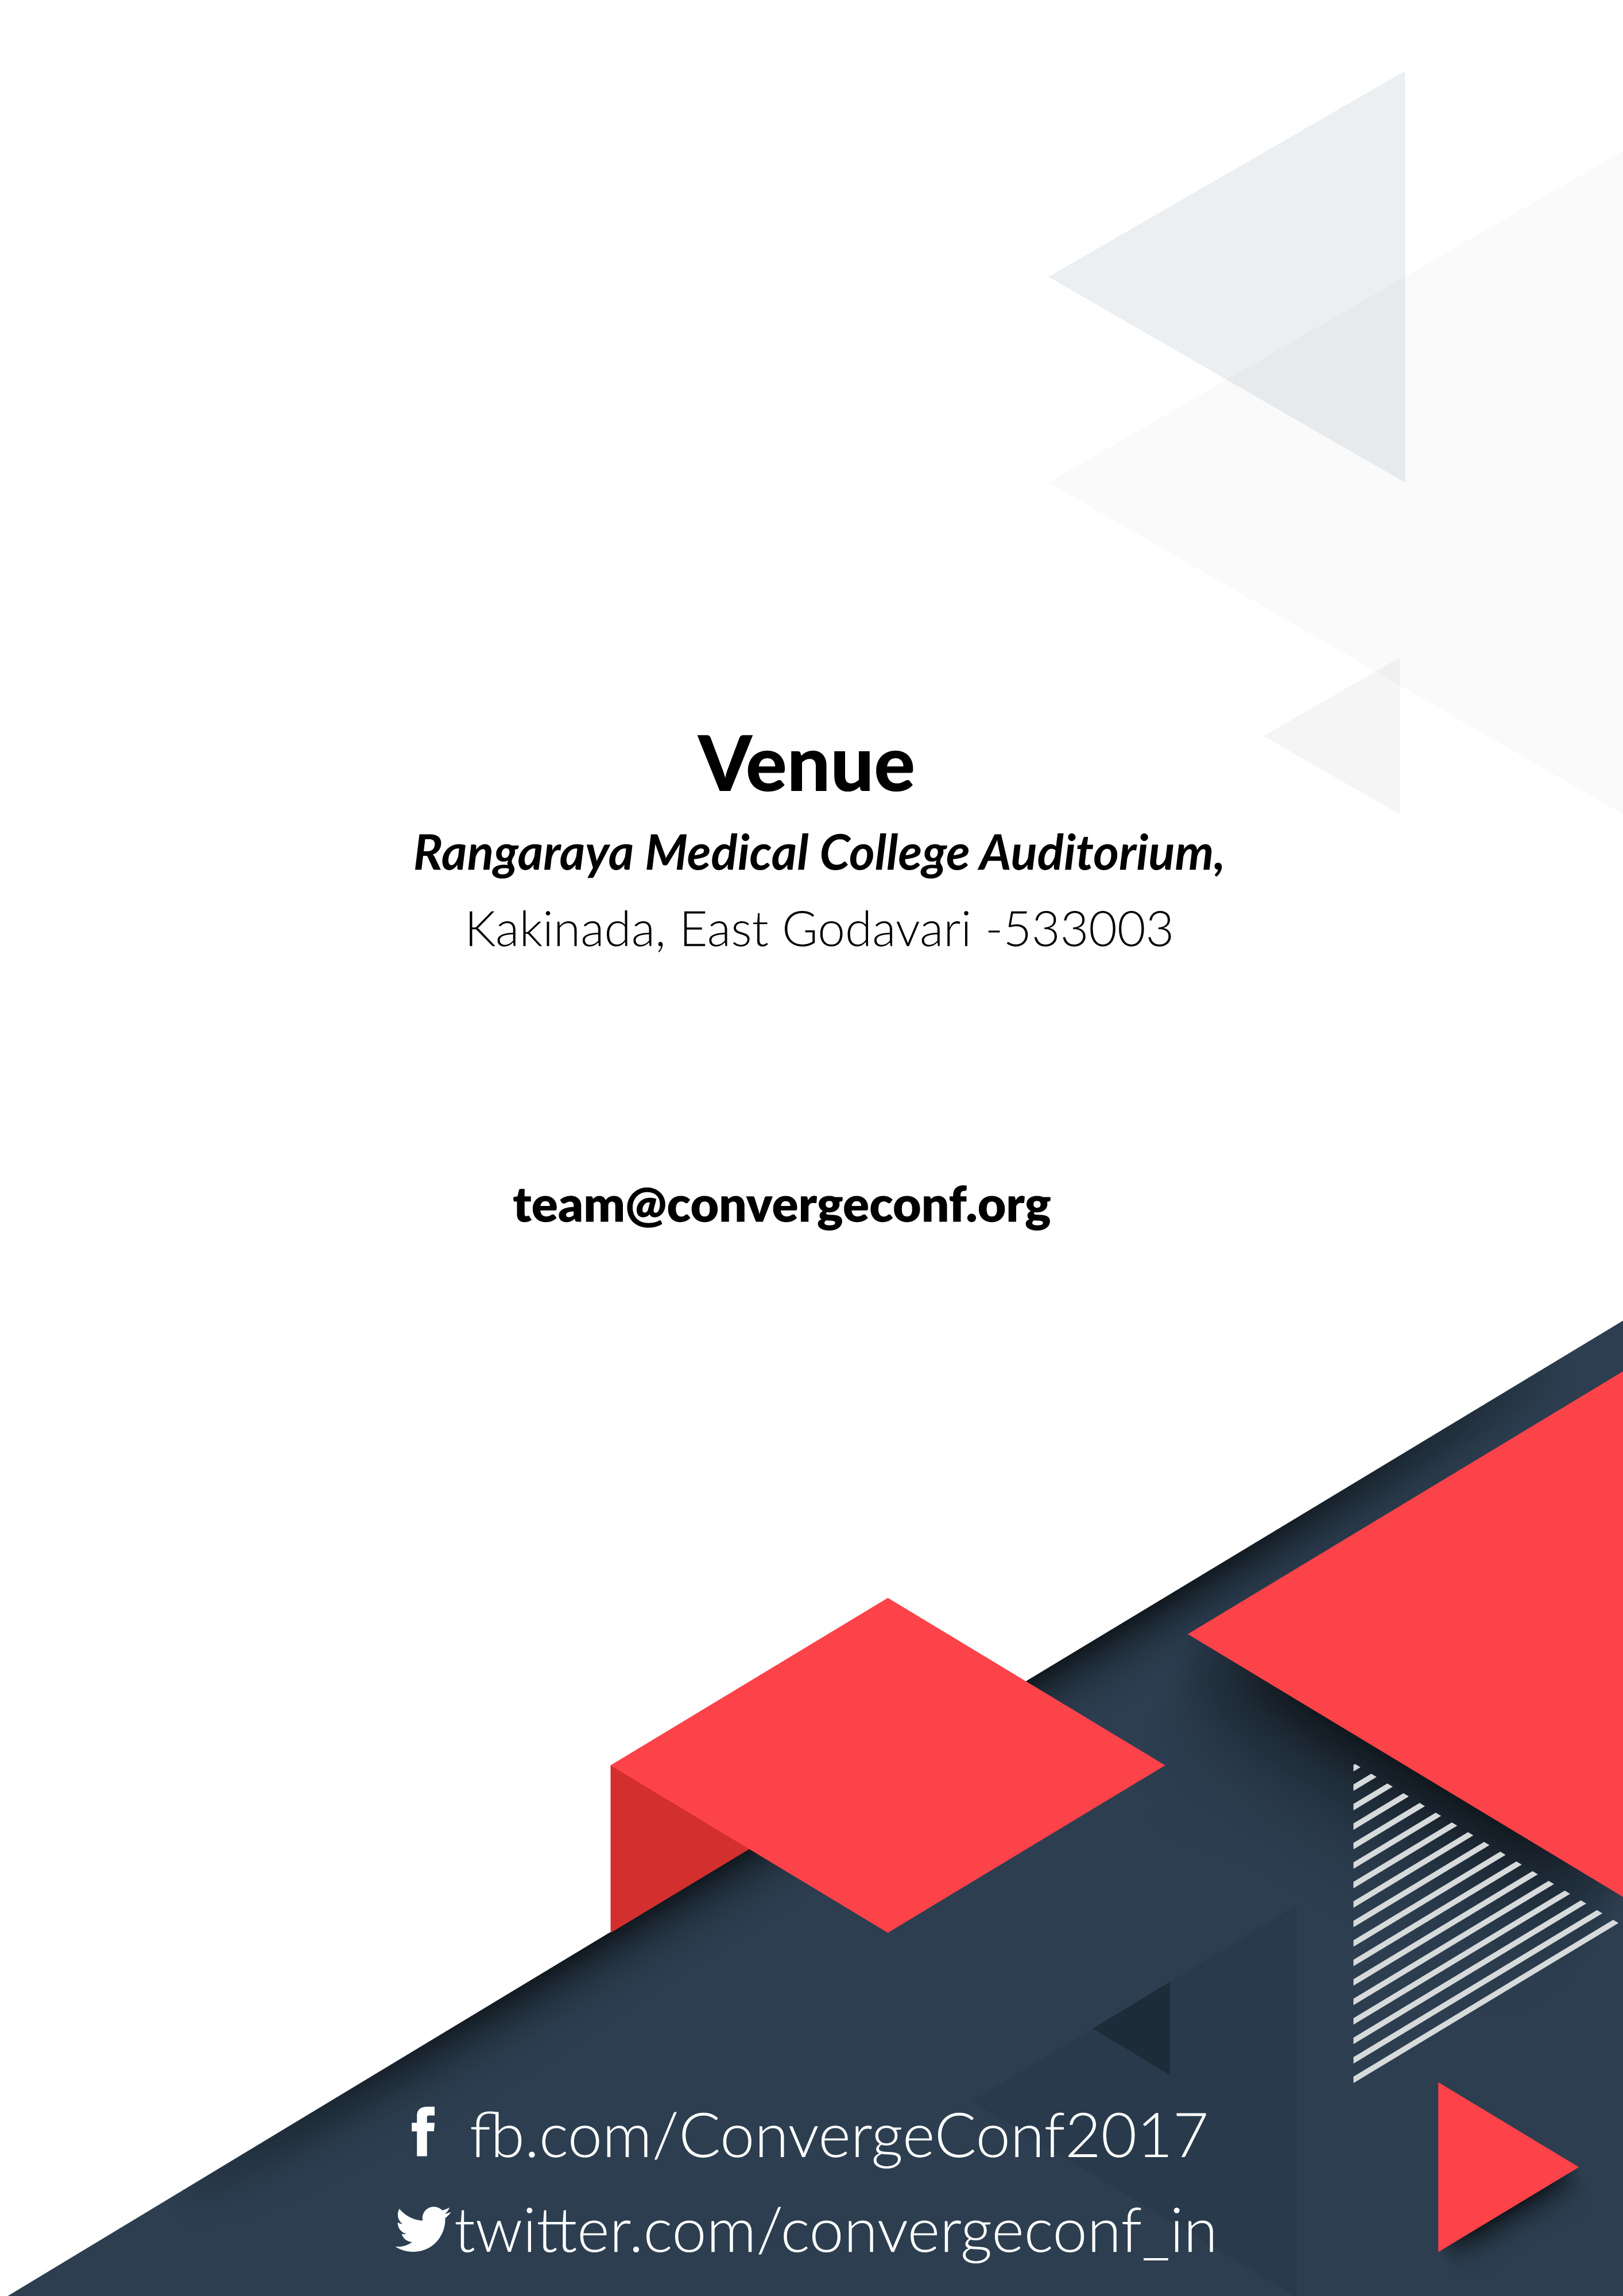 Venue
Rangaraya Medical College Auditorium,
Kakinada, East Godavari -533003
team@convergeconf.org
fb.com/ConvergeConf2017
twitter.com/convergeconf_in